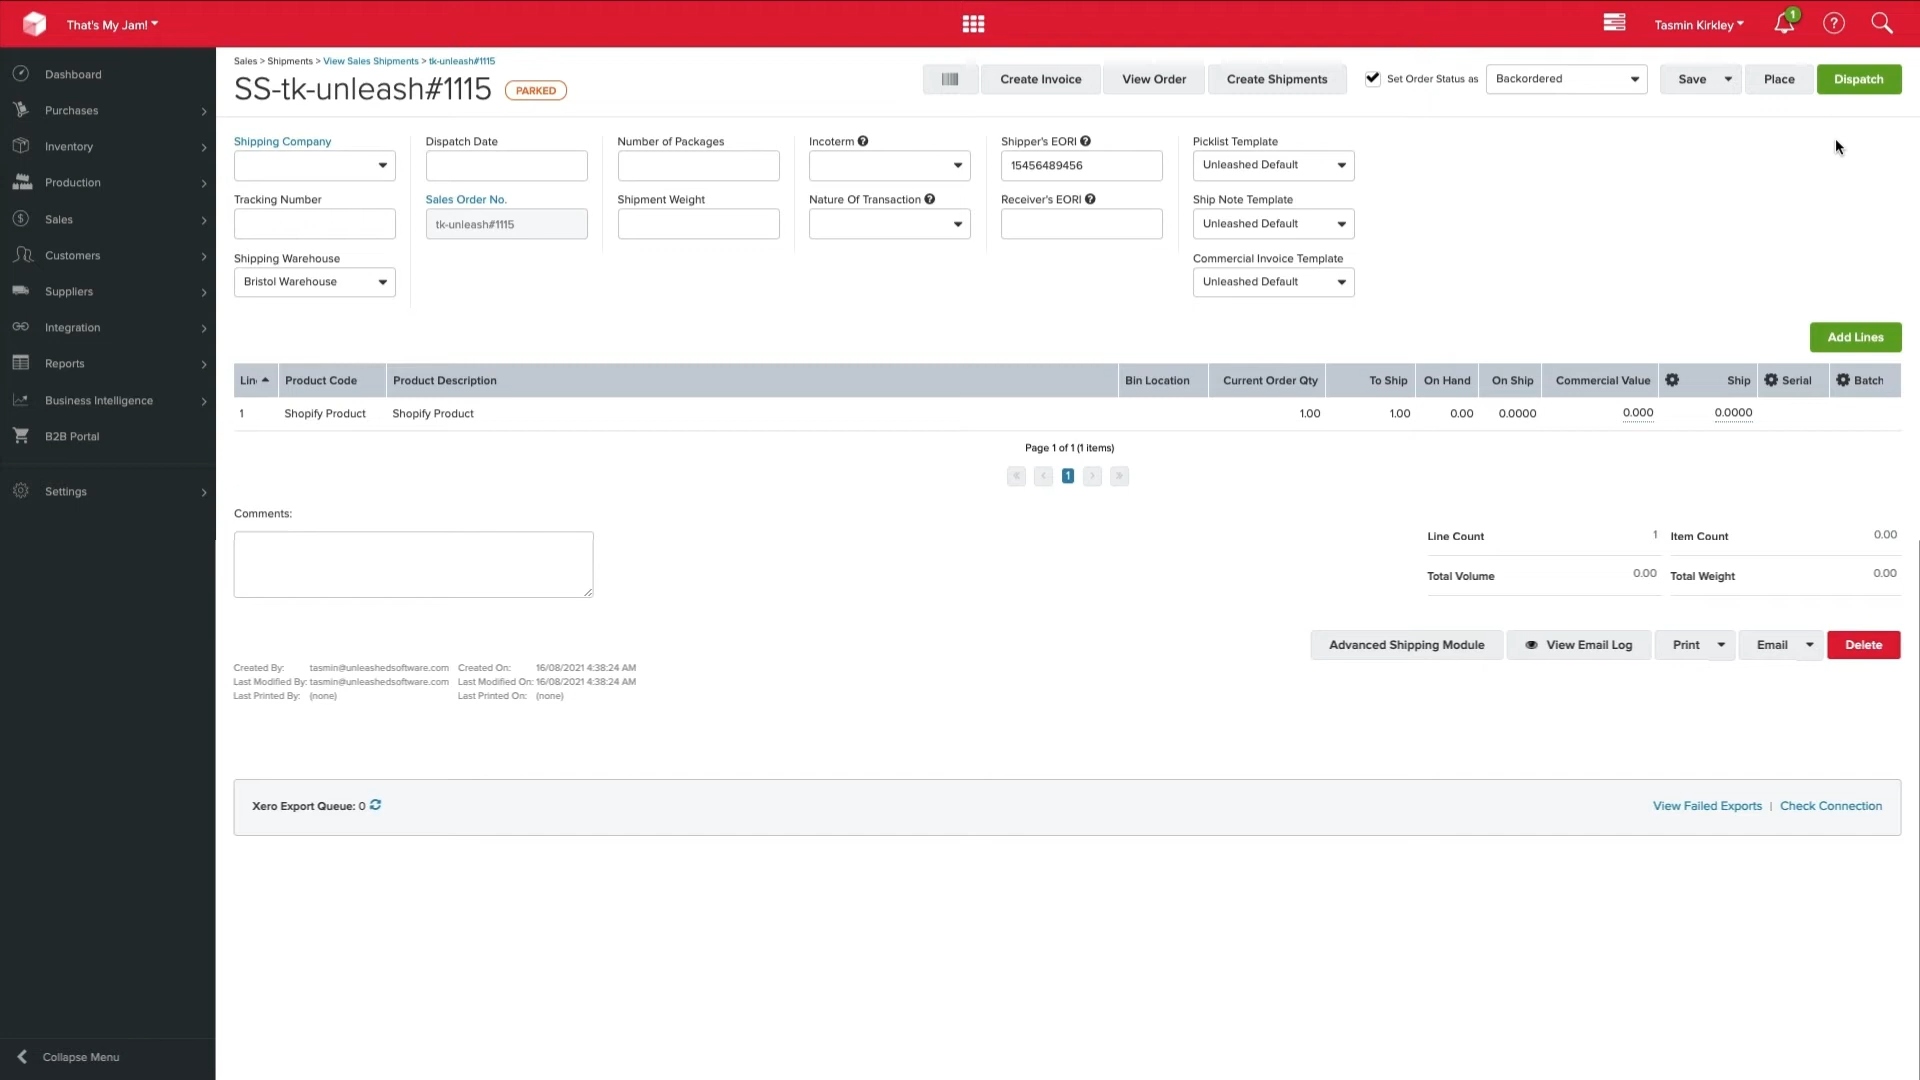 That's My Jam!
Tasmin Kirkley
1
Dashboard
Purchases
Inventory
Production
Sales
Customers
Suppliers
Integration
Reports
Business Intelligence
B2B Portal
Settings
Collapse Menu
Sales > Shipments > View Sales Shipments > tk-unleash#1115
SS-tk-unleash#1115 PARKED
Create Invoice View Order Create Shipments Set Order Status as Backordered Save Place Dispatch
Shipping Company Dispatch Date Number of Packages Incoterm ? Shipper's EORI ? Picklist Template
15456489456 Unleashed Default
Tracking Number Sales Order No. Shipment Weight Nature Of Transaction ? Receiver's EORI ? Ship Note Template
tk-unleash#1115 Unleashed Default
Shipping Warehouse Commercial Invoice Template
Bristol Warehouse Unleashed Default
Add Lines
Lin Product Code Product Description Bin Location Current Order Qty To Ship On Hand On Ship Commercial Value Ship Serial Batch
1 Shopify Product Shopify Product 1.00 1.00 0.00 0.0000 0.000 0.0000
Page 1 of 1 (1 items)
« ‹ 1 › »
Comments:
Line Count 1 Item Count 0.00
Total Volume 0.00 Total Weight 0.00
Advanced Shipping Module View Email Log Print Email Delete
Created By: tasmin@unleashedsoftware.com Created On: 16/08/2021 4:38:24 AM
Last Modified By: tasmin@unleashedsoftware.com Last Modified On: 16/08/2021 4:38:24 AM
Last Printed By: (none) Last Printed On: (none)
Xero Export Queue: 0 View Failed Exports | Check Connection